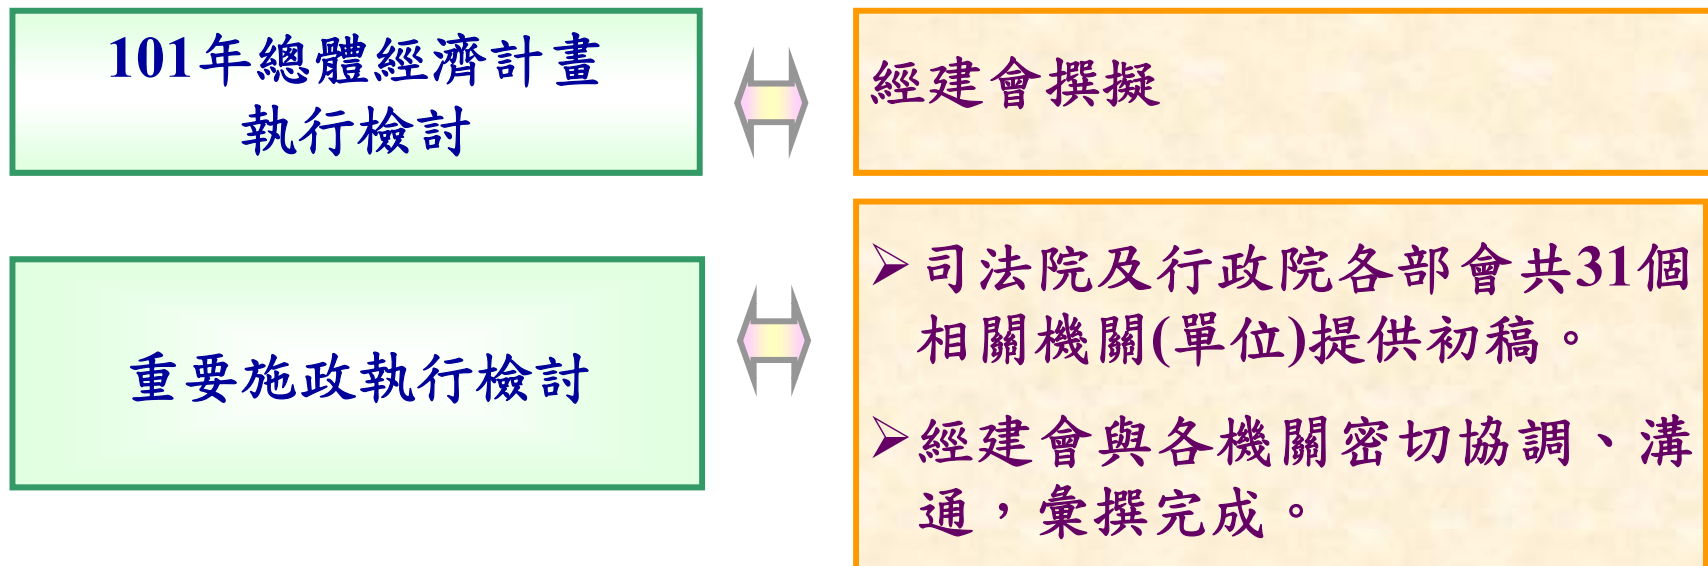 101年總體經濟計畫
執行檢討
經建會撰擬
重要施政執行檢討
➢司法院及行政院各部會共31個
相關機關(單位)提供初稿。
➢經建會與各機關密切協調、溝
通，彙撰完成。